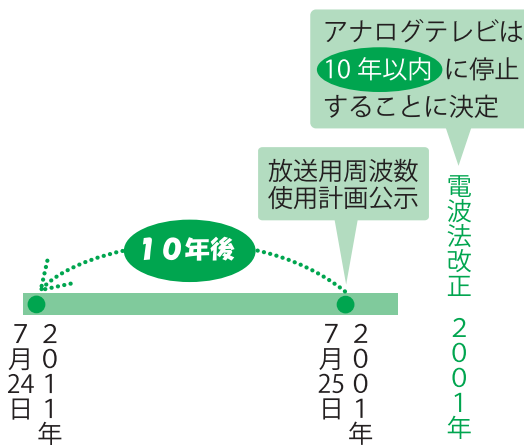 アナログテレビは
10年以内に停止
することに決定
電波法改正 2001年
放送用周波数
使用計画公示
10年後
2001年
7月25日
2011年
7月24日